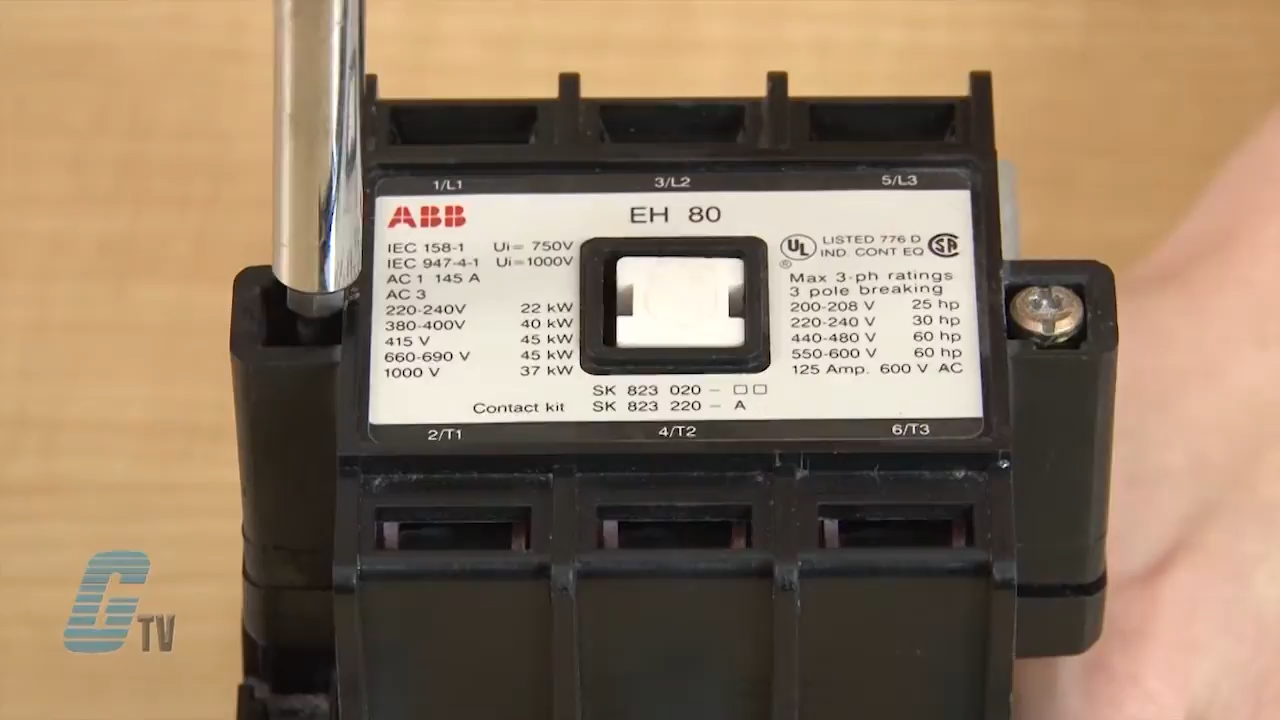 1/L1 3/L2 5/L3
ABB
EH 80
IEC 158-1 Ui= 750V
IEC 947-4-1 Ui=1000V
AC 1 145 A
AC 3
220-240V 22 kW
380-400V 40 kW
415 V 45 kW
660-690 V 45 kW
1000 V 37 kW
UL ® LISTED 776 D
IND. CONT EQ SA
Max 3-ph ratings
3 pole breaking
200-208 V 25 hp
220-240 V 30 hp
440-480 V 60 hp
550-600 V 60 hp
125 Amp. 600 V AC
SK 823 020 - □□
Contact kit SK 823 220 - A
2/T1 4/T2 6/T3
G TV